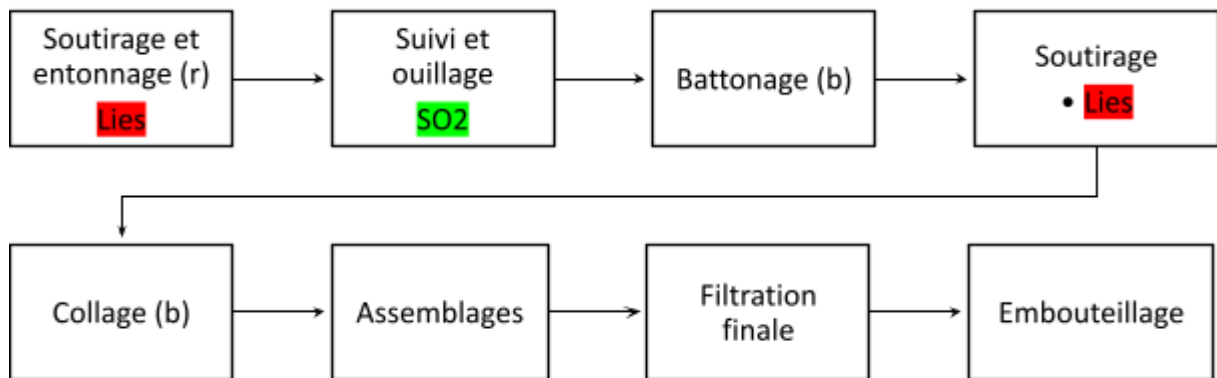 Soutirage et
entonnage (r)
Lies
Suivi et
ouillage
SO2
Battonage (b)
Soutirage
• Lies
Collage (b)
Assemblages
Filtration
finale
Embouteillage